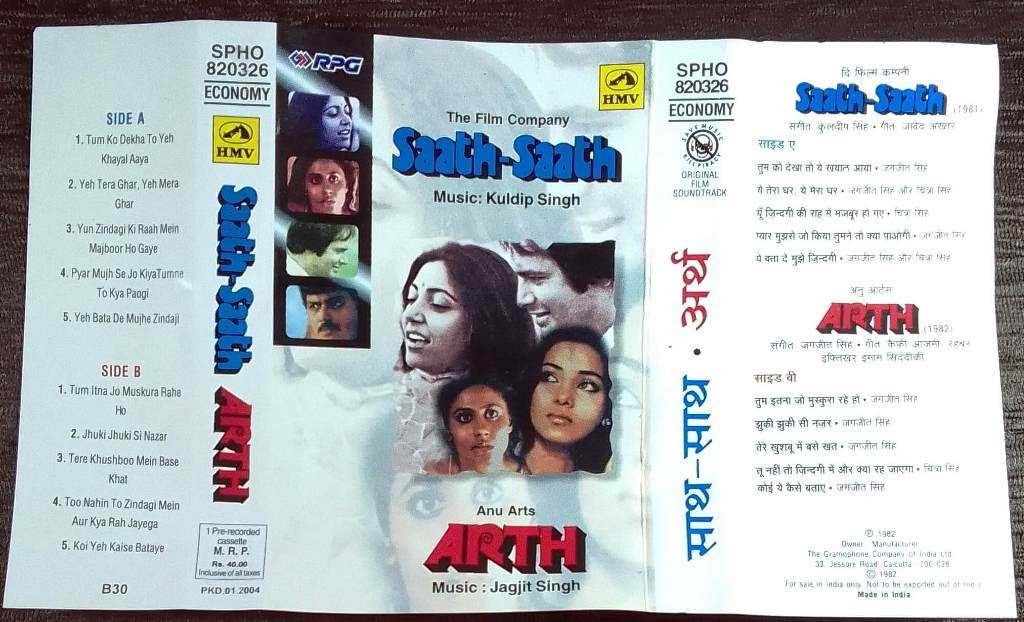 SIDE A
1. Tum Ko Dekha To Yeh
Khayal Aaya
2. Yeh Tera Ghar, Yeh Mera
Ghar
3. Yun Zindagi Ki Raah Mein
Majboor Ho Gaye
4. Pyar Mujh Se Jo KiyaTumne
To Kya Paogi
5. Yeh Bata De Mujhe Zindaji
SIDE B
1. Tum Itna Jo Muskura Rahe
Ho
2. Jhuki Jhuki Si Nazar
3. Tere Khushboo Mein Base
Khat
4. Too Nahin To Zindagi Mein
Aur Kya Rah Jayega
5. Koi Yeh Kaise Bataye
B30
SPHO
820326
ECONOMY
HMV
Saath-Saath
ARTH
1 Pre-recorded
cassette
M. R. P.
Rs. 40.00
Inclusive of all taxes
PKD.01.2004
RPG
HMV
The Film Company
Saath-Saath
Music: Kuldip Singh
Anu Arts
ARTH
Music : Jagjit Singh
SPHO
820326
ECONOMY
SAVE MUSIC
KILL PIRACY
ORIGINAL
FILM
SOUNDTRACK
साथ-साथ • अर्थ
दि फिल्म कम्पनी
Saath-Saath (1981)
संगीत: कुलदीप सिंह • गीत जावेद अख्तर
साइड ए
तुम को देखा तो ये खयाल आया • जगजीत सिंह
ये तेरा घर, ये मेरा घर • जगजीत सिंह और चित्रा सिंह
यूँ ज़िन्दगी की राह में मजबूर हो गए • चित्रा सिंह
प्यार मुझसे जो किया तुमने तो क्या पाओगी • जगजीत सिंह
ये बता दे मुझे ज़िन्दगी • जगजीत सिंह और चित्रा सिंह
अनु आर्टस
ARTH (1982)
संगीत: जगजीत सिंह • गीत कैफ़ी आज़मी रहबर
इफ्तिखर इमाम सिद्दीकी
साइड बी
तुम इतना जो मुस्कुरा रहे हो • जगजीत सिंह
झुकी झुकी सी नजर • जगजीत सिंह
तेरे खुशबू में बसे खत • जगजीत सिंह
तू नहीं तो ज़िन्दगी में और क्या रह जाएगा • चित्रा सिंह
कोई ये कैसे बताए • जगजीत सिंह
℗ 1982
Owner Manufacturer
The Gramophone Company of India Ltd
33, Jessore Road, Calcutta - 700 028
© 1982
For sale in India only. Not to be exported out of India
Made in India